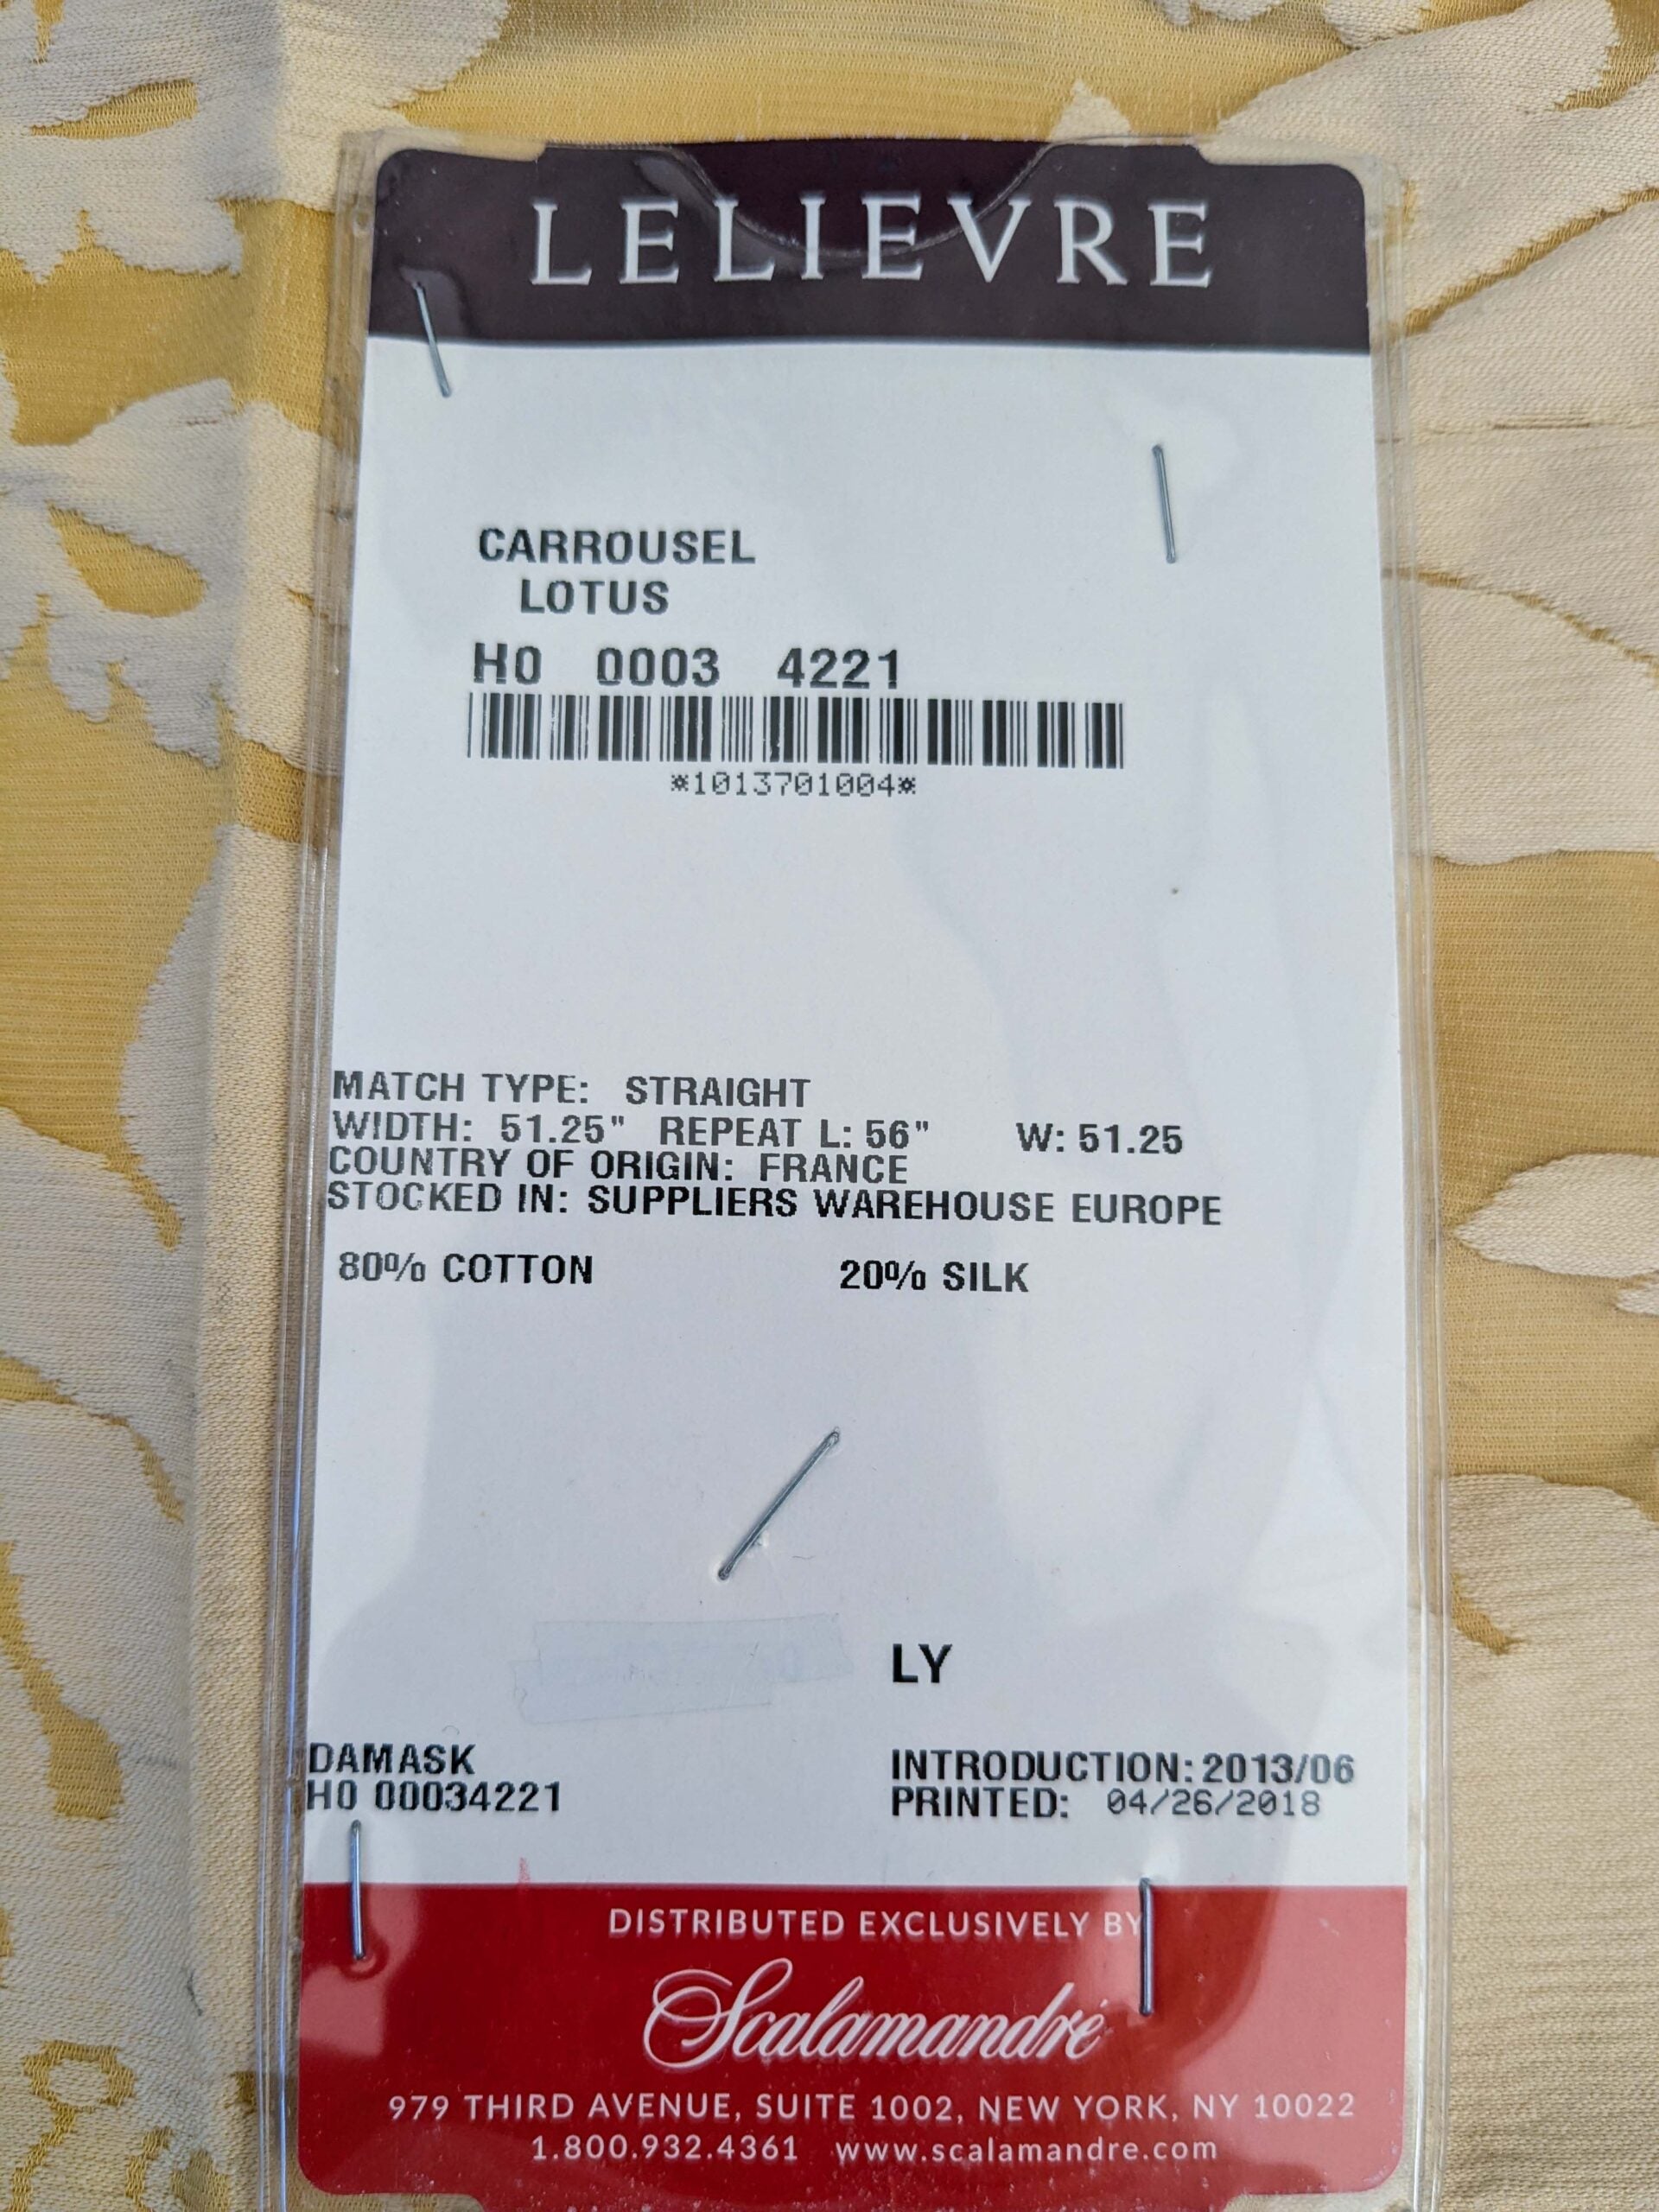 LELIEVRE
CARROUSEL
LOTUS
H0 0003 4221
*1013701004*
MATCH TYPE: STRAIGHT
WIDTH: 51.25" REPEAT L: 56" W: 51.25
COUNTRY OF ORIGIN: FRANCE
STOCKED IN: SUPPLIERS WAREHOUSE EUROPE
80% COTTON 20% SILK
LY
DAMASK INTRODUCTION: 2013/06
H0 00034221 PRINTED: 04/26/2018
DISTRIBUTED EXCLUSIVELY BY
Scalamandré
979 THIRD AVENUE, SUITE 1002, NEW YORK, NY 10022
1.800.932.4361 www.scalamandre.com